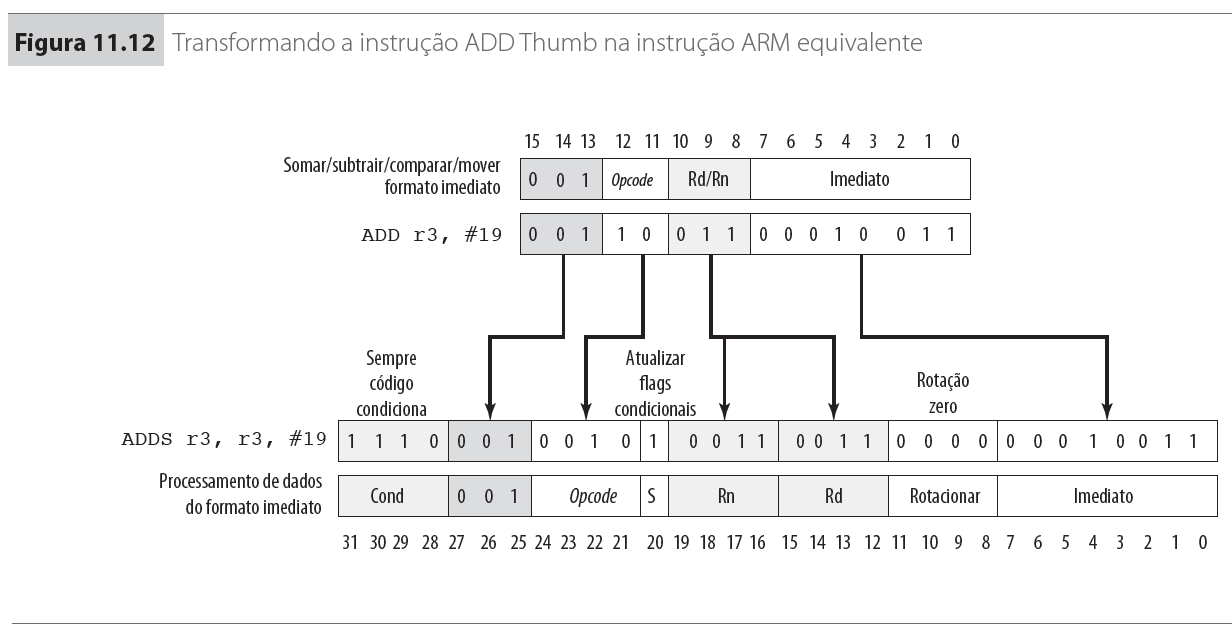 Figura 11.12 Transformando a instrução ADD Thumb na instrução ARM equivalente
15 14 13 12 11 10 9 8 7 6 5 4 3 2 1 0
Somar/subtrair/comparar/mover
formato imediato
0 0 1 Opcode Rd/Rn Imediato
ADD r3, #19 0 0 1 1 0 0 1 1 0 0 0 1 0 0 1 1
Sempre
código
condiciona
Atualizar
flags
condicionais
Rotação
zero
ADDS r3, r3, #19 1 1 1 0 0 0 1 0 0 1 0 1 0 0 1 1 0 0 1 1 0 0 0 0 0 0 0 1 0 0 1 1
Processamento de dados
do formato imediato
Cond 0 0 1 Opcode S Rn Rd Rotacionar Imediato
31 30 29 28 27 26 25 24 23 22 21 20 19 18 17 16 15 14 13 12 11 10 9 8 7 6 5 4 3 2 1 0